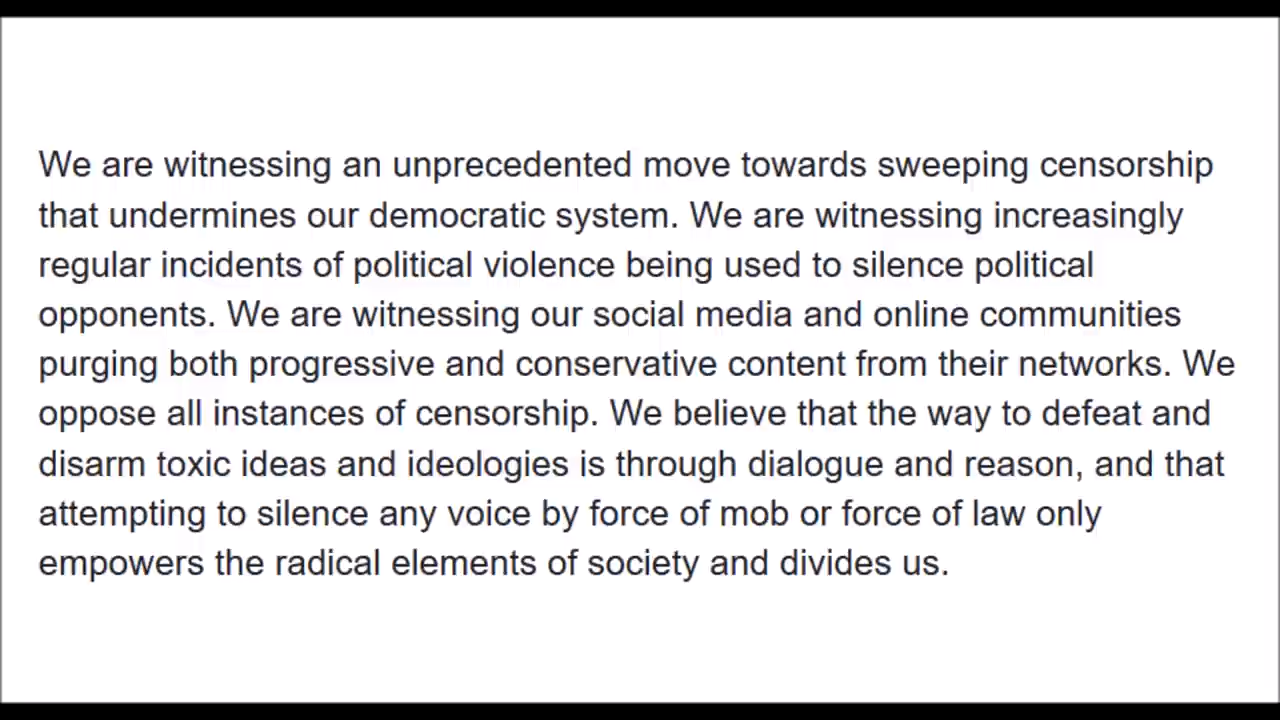 We are witnessing an unprecedented move towards sweeping censorship
that undermines our democratic system. We are witnessing increasingly
regular incidents of political violence being used to silence political
opponents. We are witnessing our social media and online communities
purging both progressive and conservative content from their networks. We
oppose all instances of censorship. We believe that the way to defeat and
disarm toxic ideas and ideologies is through dialogue and reason, and that
attempting to silence any voice by force of mob or force of law only
empowers the radical elements of society and divides us.